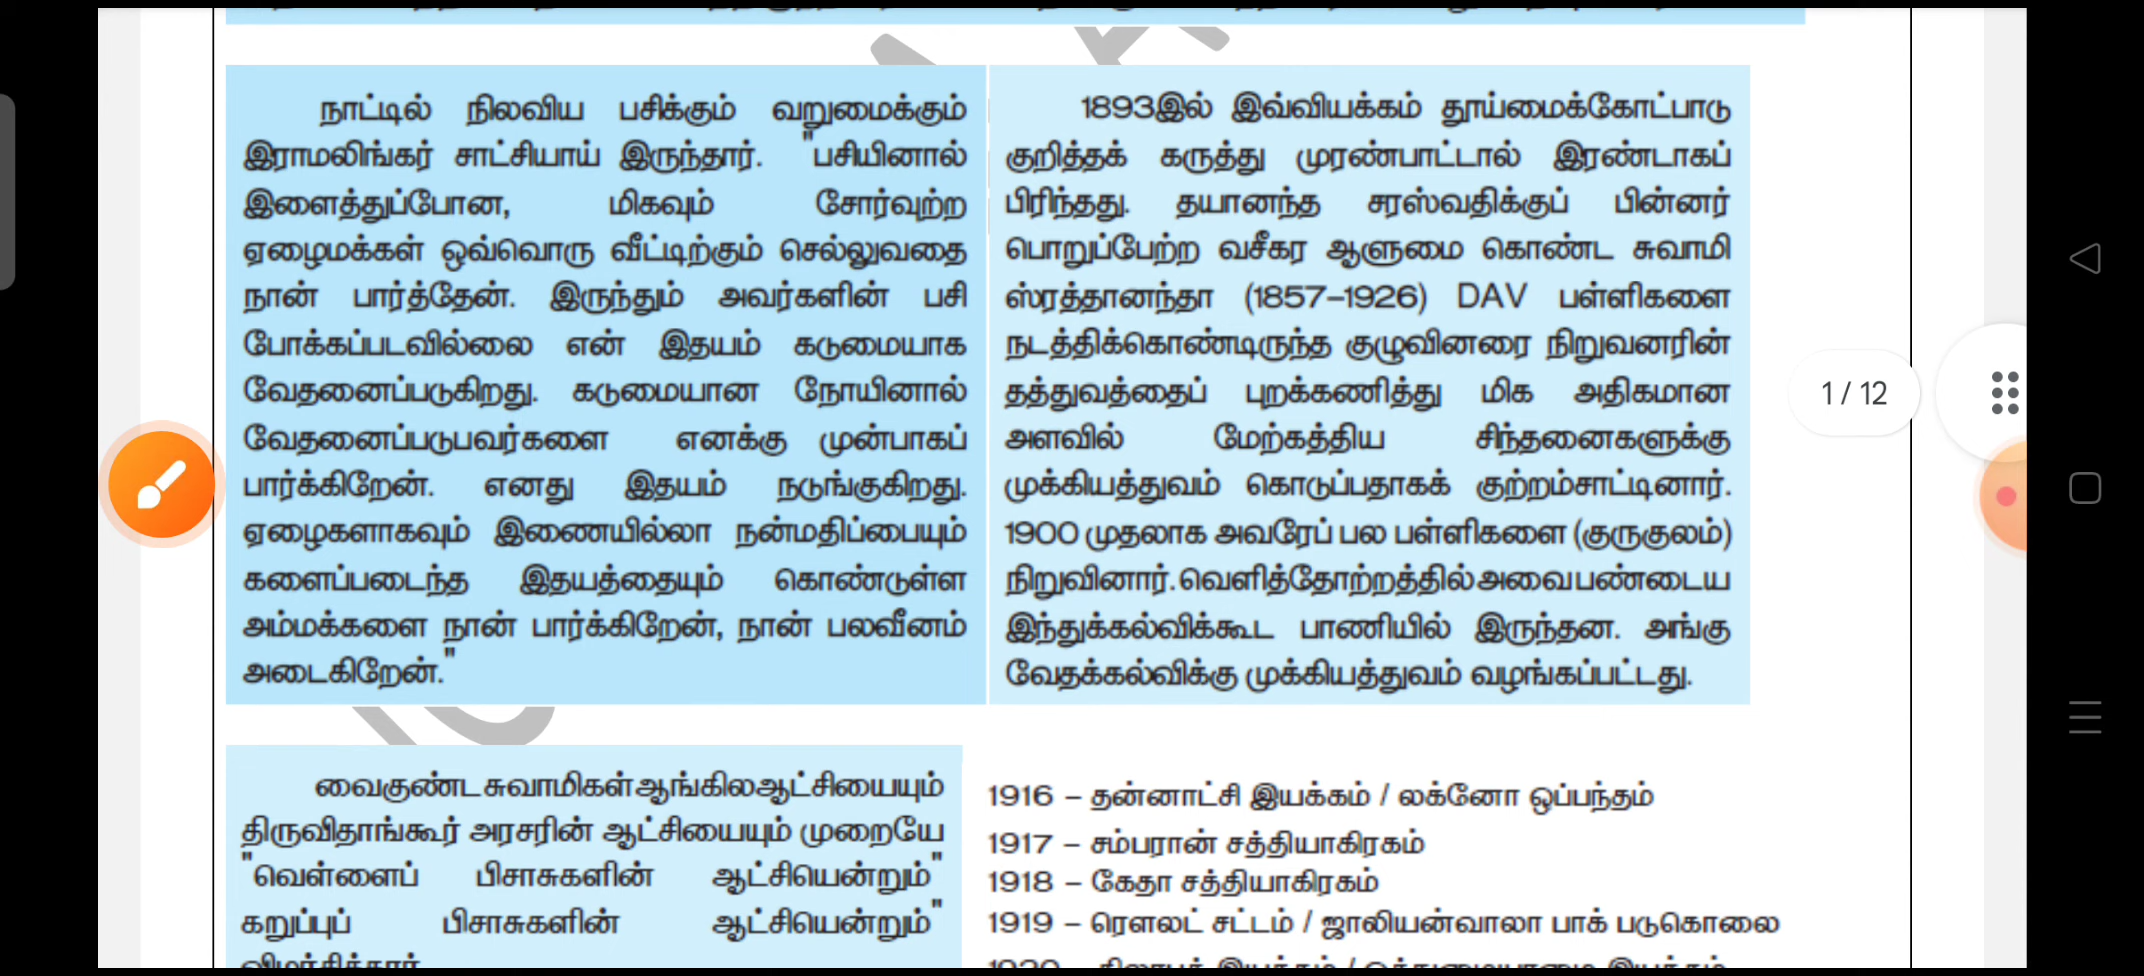 நாட்டில் நிலவிய பசிக்கும் வறுமைக்கும்
இராமலிங்கர் சாட்சியாய் இருந்தார். "பசியினால்
இளைத்துப்போன, மிகவும் சோர்வுற்ற
ஏழைமக்கள் ஒவ்வொரு வீட்டிற்கும் செல்லுவதை
நான் பார்த்தேன். இருந்தும் அவர்களின் பசி
போக்கப்படவில்லை என் இதயம் கடுமையாக
வேதனைப்படுகிறது. கடுமையான நோயினால்
வேதனைப்படுபவர்களை எனக்கு முன்பாகப்
பார்க்கிறேன். எனது இதயம் நடுங்குகிறது.
ஏழைகளாகவும் இணையில்லா நன்மதிப்பையும்
களைப்படைந்த இதயத்தையும் கொண்டுள்ள
அம்மக்களை நான் பார்க்கிறேன், நான் பலவீனம்
அடைகிறேன்."
1893இல் இவ்வியக்கம் தூய்மைக்கோட்பாடு
குறித்தக் கருத்து முரண்பாட்டால் இரண்டாகப்
பிரிந்தது. தயானந்த சரஸ்வதிக்குப் பின்னர்
பொறுப்பேற்ற வசீகர ஆளுமை கொண்ட சுவாமி
ஸ்ரத்தானந்தா (1857–1926) DAV பள்ளிகளை
நடத்திக்கொண்டிருந்த குழுவினரை நிறுவனரின்
தத்துவத்தைப் புறக்கணித்து மிக அதிகமான
அளவில் மேற்கத்திய சிந்தனைகளுக்கு
முக்கியத்துவம் கொடுப்பதாகக் குற்றம்சாட்டினார்.
1900 முதலாக அவரேப் பல பள்ளிகளை (குருகுலம்)
நிறுவினார். வெளித்தோற்றத்தில் அவை பண்டைய
இந்துக்கல்விக்கூட பாணியில் இருந்தன. அங்கு
வேதக்கல்விக்கு முக்கியத்துவம் வழங்கப்பட்டது.
1 / 12
வைகுண்ட சுவாமிகள் ஆங்கில ஆட்சியையும்
திருவிதாங்கூர் அரசரின் ஆட்சியையும் முறையே
"வெள்ளைப் பிசாசுகளின் ஆட்சியென்றும்"
கறுப்புப் பிசாசுகளின் ஆட்சியென்றும்"
1916 – தன்னாட்சி இயக்கம் / லக்னோ ஒப்பந்தம்
1917 – சம்பரான் சத்தியாகிரகம்
1918 – கேதா சத்தியாகிரகம்
1919 – ரௌலட் சட்டம் / ஜாலியன்வாலா பாக் படுகொலை